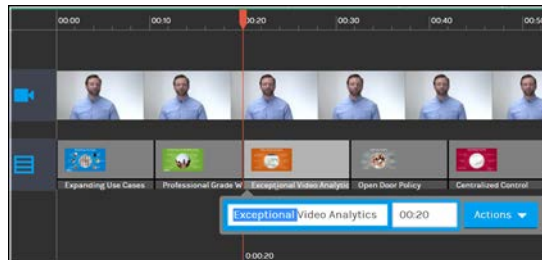 00:00 00:10 00:20 00:30 00:40 00:50
Expanding Use Cases Professional Grade W Exceptional Video Analytic Open Door Policy Centralized Control
Exceptional Video Analytics 00:20 Actions
0:00:20